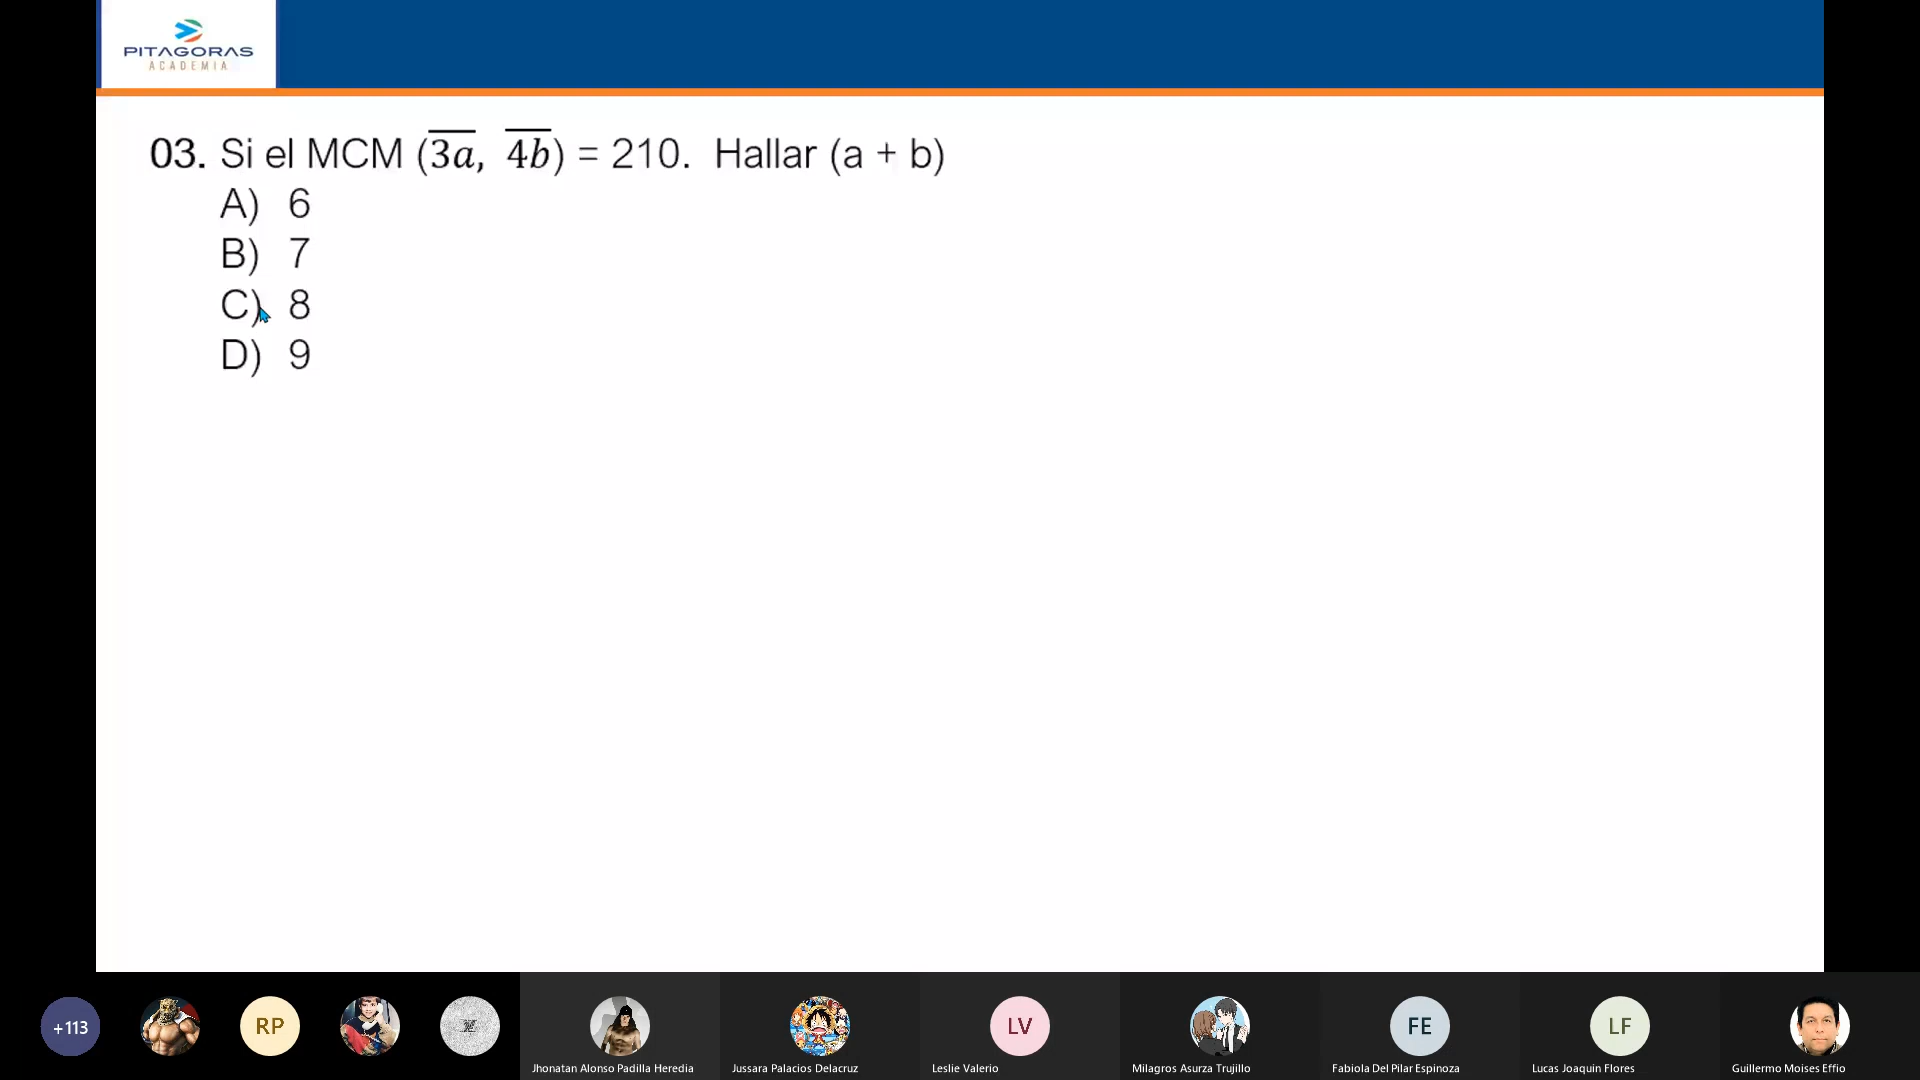 PITAGORAS
ACADEMIA
03. Si el MCM (3a, 4b) = 210. Hallar (a + b)
A) 6
B) 7
C) 8
D) 9
+113
RP
LV
FE
LF
Jhonatan Alonso Padilla Heredia
Jussara Palacios Delacruz
Leslie Valerio
Milagros Asurza Trujillo
Fabiola Del Pilar Espinoza
Lucas Joaquin Flores
Guillermo Moises Effio